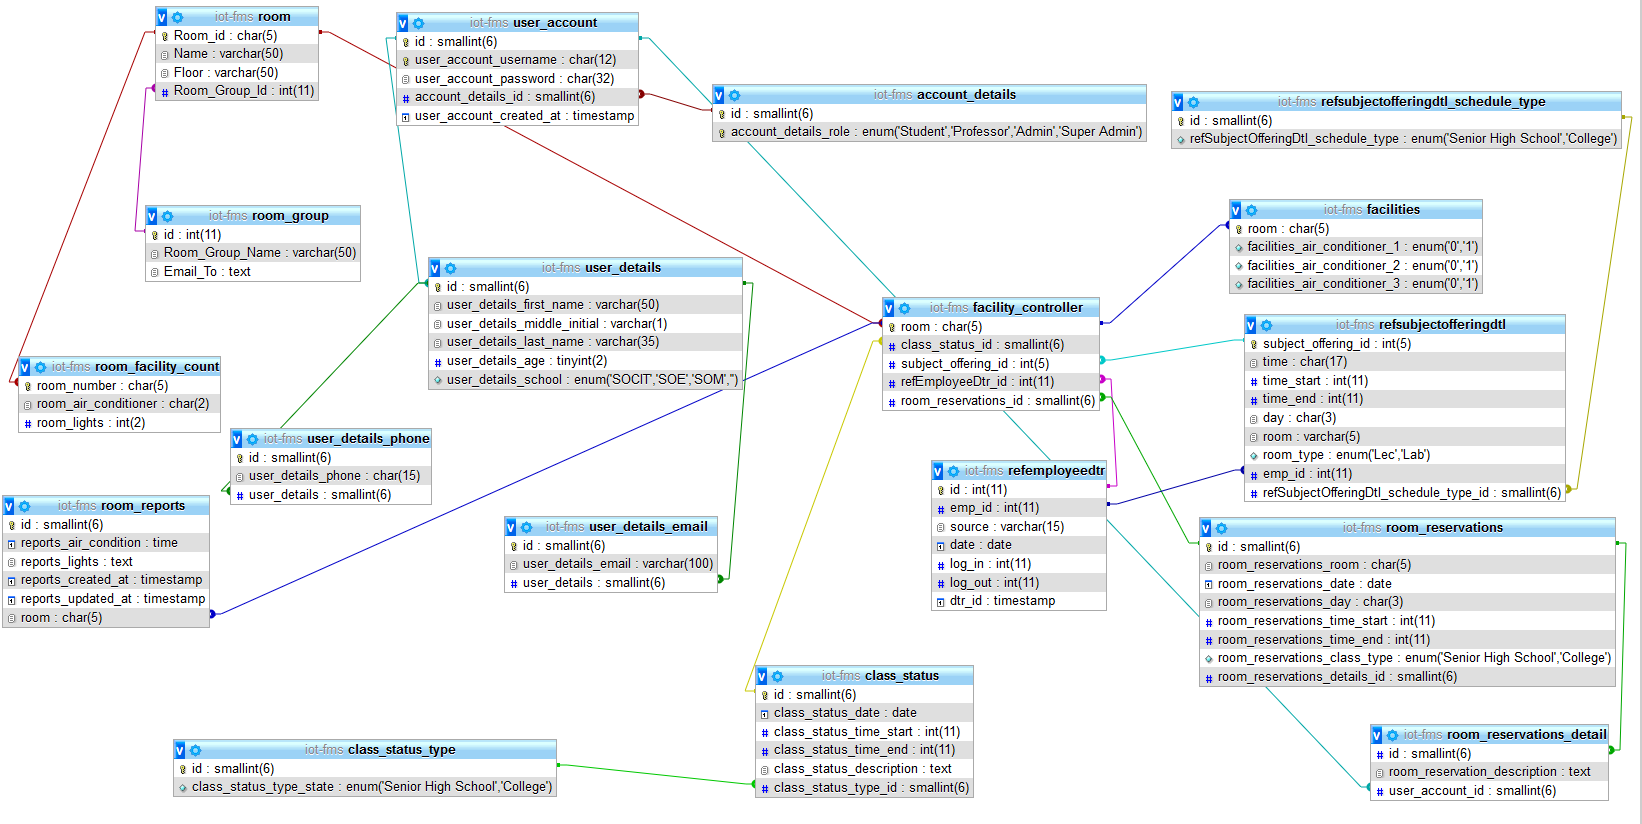 iot-fms room
Room_id : char(5)
Name : varchar(50)
Floor : varchar(50)
Room_Group_Id : int(11)
iot-fms user_account
id : smallint(6)
user_account_username : char(12)
user_account_password : char(32)
account_details_id : smallint(6)
user_account_created_at : timestamp
iot-fms account_details
id : smallint(6)
account_details_role : enum('Student','Professor','Admin','Super Admin')
iot-fms refsubjectofferingdtl_schedule_type
id : smallint(6)
refSubjectOfferingDtl_schedule_type : enum('Senior High School','College')
iot-fms room_group
id : int(11)
Room_Group_Name : varchar(50)
Email_To : text
iot-fms facilities
room : char(5)
facilities_air_conditioner_1 : enum('0','1')
facilities_air_conditioner_2 : enum('0','1')
facilities_air_conditioner_3 : enum('0','1')
iot-fms user_details
id : smallint(6)
user_details_first_name : varchar(50)
user_details_middle_initial : varchar(1)
user_details_last_name : varchar(35)
user_details_age : tinyint(2)
user_details_school : enum('SOCIT','SOE','SOM','')
iot-fms facility_controller
room : char(5)
class_status_id : smallint(6)
subject_offering_id : int(5)
refEmployeeDtr_id : int(11)
room_reservations_id : smallint(6)
iot-fms refsubjectofferingdtl
subject_offering_id : int(5)
time : char(17)
time_start : int(11)
time_end : int(11)
day : char(3)
room : varchar(5)
room_type : enum('Lec','Lab')
emp_id : int(11)
refSubjectOfferingDtl_schedule_type_id : smallint(6)
iot-fms room_facility_count
room_number : char(5)
room_air_conditioner : char(2)
room_lights : int(2)
iot-fms user_details_phone
id : smallint(6)
user_details_phone : char(15)
user_details : smallint(6)
iot-fms refemployeedtr
id : int(11)
emp_id : int(11)
source : varchar(15)
date : date
log_in : int(11)
log_out : int(11)
dtr_id : timestamp
iot-fms room_reports
id : smallint(6)
reports_air_condition : time
reports_lights : text
reports_created_at : timestamp
reports_updated_at : timestamp
room : char(5)
iot-fms user_details_email
id : smallint(6)
user_details_email : varchar(100)
user_details : smallint(6)
iot-fms room_reservations
id : smallint(6)
room_reservations_room : char(5)
room_reservations_date : date
room_reservations_day : char(3)
room_reservations_time_start : int(11)
room_reservations_time_end : int(11)
room_reservations_class_type : enum('Senior High School','College')
room_reservations_details_id : smallint(6)
iot-fms class_status
id : smallint(6)
class_status_date : date
class_status_time_start : int(11)
class_status_time_end : int(11)
class_status_description : text
class_status_type_id : smallint(6)
iot-fms class_status_type
id : smallint(6)
class_status_type_state : enum('Senior High School','College')
iot-fms room_reservations_detail
id : smallint(6)
room_reservation_description : text
user_account_id : smallint(6)